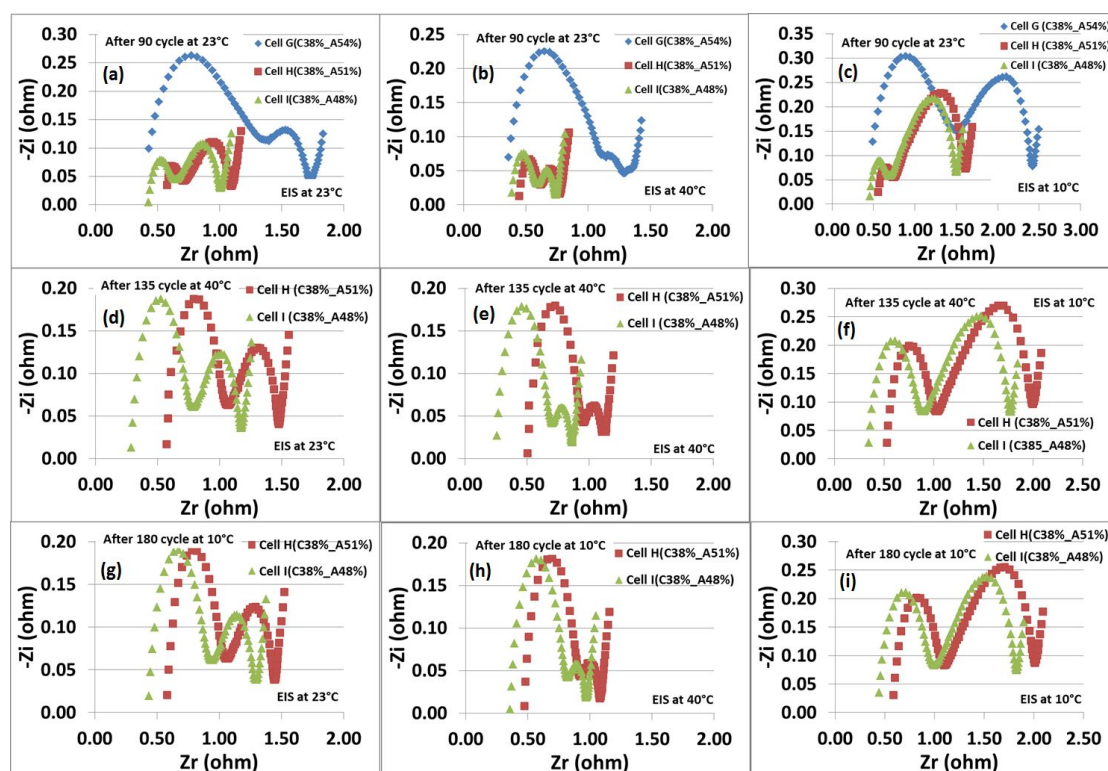 -Zi (ohm)
0.30
0.25
0.20
0.15
0.10
0.05
0.00
After 90 cycle at 23°C
(a)
Cell G (C38%_A54%)
Cell H (C38%_A51%)
Cell I (C38%_A48%)
EIS at 23°C
0.00 0.50 1.00 1.50 2.00
Zr (ohm)
0.25
0.20
0.15
0.10
0.05
0.00
After 90 cycle at 23°C
(b)
Cell G(C38%_A54%)
Cell H(C38%_A51%)
Cell I(C38%_A48%)
EIS at 40°C
0.00 0.50 1.00 1.50 2.00
Zr (ohm)
-Zi (ohm)
0.35
0.30
0.25
0.20
0.15
0.10
0.05
0.00
After 90 cycle at 23°C
(c)
Cell G (C38%_A54%)
Cell H (C38%_A51%)
Cell I (C38%_A48%)
EIS at 10°C
0.00 0.50 1.00 1.50 2.00 2.50 3.00
Zr (ohm)
-Zi (ohm)
0.20
0.15
0.10
0.05
0.00
After 135 cycle at 40°C
(d)
Cell H (C38%_A51%)
Cell I (C38%_A48%)
EIS at 23°C
0.00 0.50 1.00 1.50 2.00
Zr (ohm)
-Zi (ohm)
0.20
0.15
0.10
0.05
0.00
After 135 cycle at 40°C
(e)
Cell H (C38%_A51%)
Cell I (C38%_A48%)
EIS at 40°C
0.00 0.50 1.00 1.50 2.00
Zr (ohm)
-Zi (ohm)
0.30
0.25
0.20
0.15
0.10
0.05
0.00
After 135 cycle at 40°C
EIS at 10°C
(f)
Cell H (C38%_A51%)
Cell I (C385_A48%)
0.00 0.50 1.00 1.50 2.00 2.50
Zr (ohm)
-Zi (ohm)
0.20
0.15
0.10
0.05
0.00
After 180 cycle at 10°C
(g)
Cell H(C38%_A51%)
Cell I(C38%_A48%)
EIS at 23°C
0.00 0.50 1.00 1.50 2.00
Zr (ohm)
-Zi (ohm)
0.20
0.15
0.10
0.05
0.00
After 180 cycle at 10°C
(h)
Cell H(C38%_A51%)
Cell I (C38%_A48%)
EIS at 40°C
0.00 0.50 1.00 1.50 2.00
Zr (ohm)
-Zi (ohm)
0.30
0.25
0.20
0.15
0.10
0.05
0.00
After 180 cycle at 10°C
(i)
Cell H(C38%_A51%)
Cell I(C38%_A48%)
EIS at 10°C
0.00 0.50 1.00 1.50 2.00 2.50
Zr (ohm)